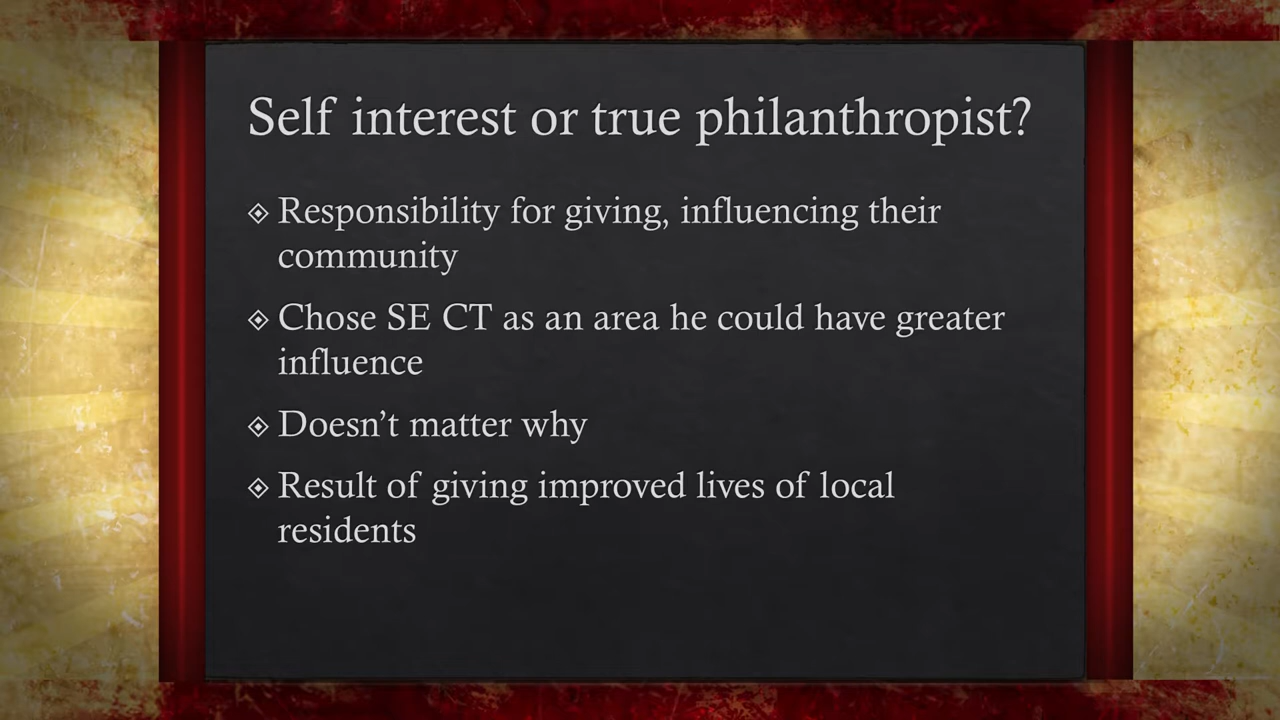 Self interest or true philanthropist?
Responsibility for giving, influencing their
community
Chose SE CT as an area he could have greater
influence
Doesn’t matter why
Result of giving improved lives of local
residents